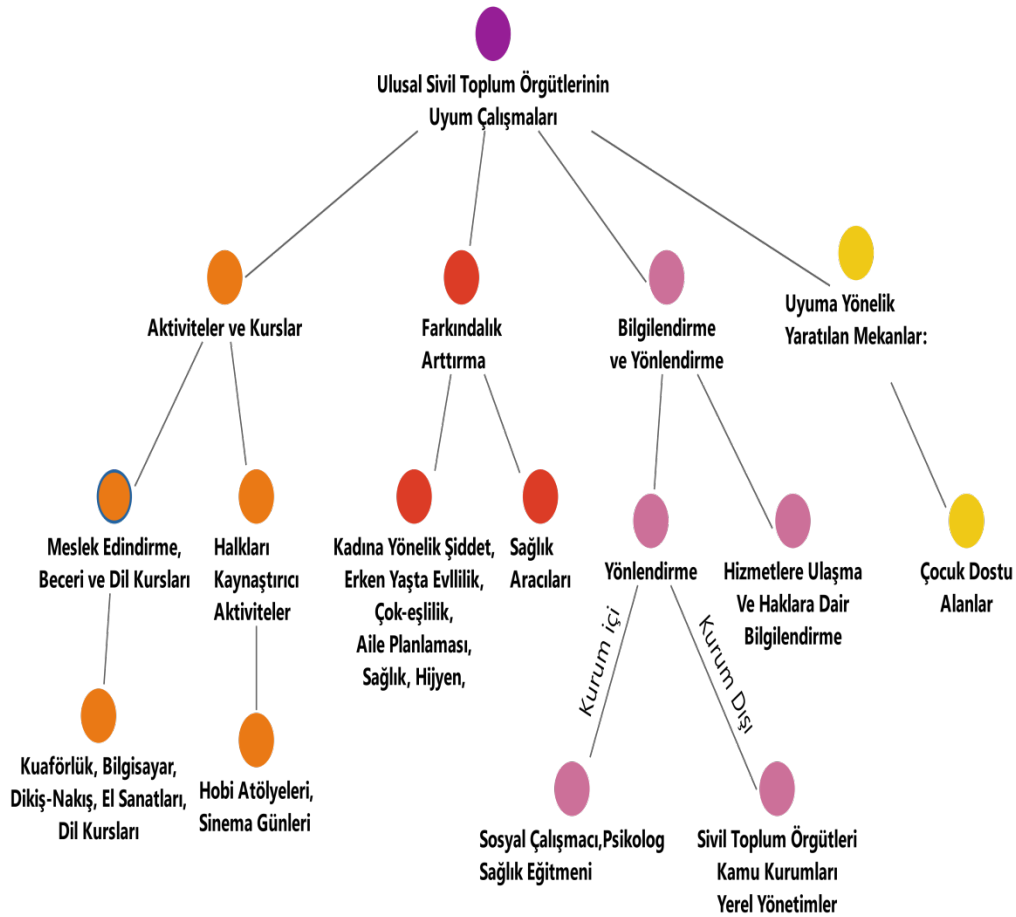 Ulusal Sivil Toplum Örgütlerinin
Uyum Çalışmaları
Aktiviteler ve Kurslar
Farkındalık
Arttırma
Bilgilendirme
ve Yönlendirme
Uyuma Yönelik
Yaratılan Mekanlar:
Meslek Edindirme,
Beceri ve Dil Kursları
Halkları
Kaynaştırıcı
Aktiviteler
Kadına Yönelik Şiddet,
Erken Yaşta Evllilik,
Çok-eşlilik,
Aile Planlaması,
Sağlık, Hijyen,
Sağlık
Aracıları
Yönlendirme
Hizmetlere Ulaşma
Ve Haklara Dair
Bilgilendirme
Çocuk Dostu
Alanlar
Kurum içi
Kurum Dışı
Kuaförlük, Bilgisayar,
Dikiş-Nakış, El Sanatları,
Dil Kursları
Hobi Atölyeleri,
Sinema Günleri
Sosyal Çalışmacı,Psikolog
Sağlık Eğitmeni
Sivil Toplum Örgütleri
Kamu Kurumları
Yerel Yönetimler